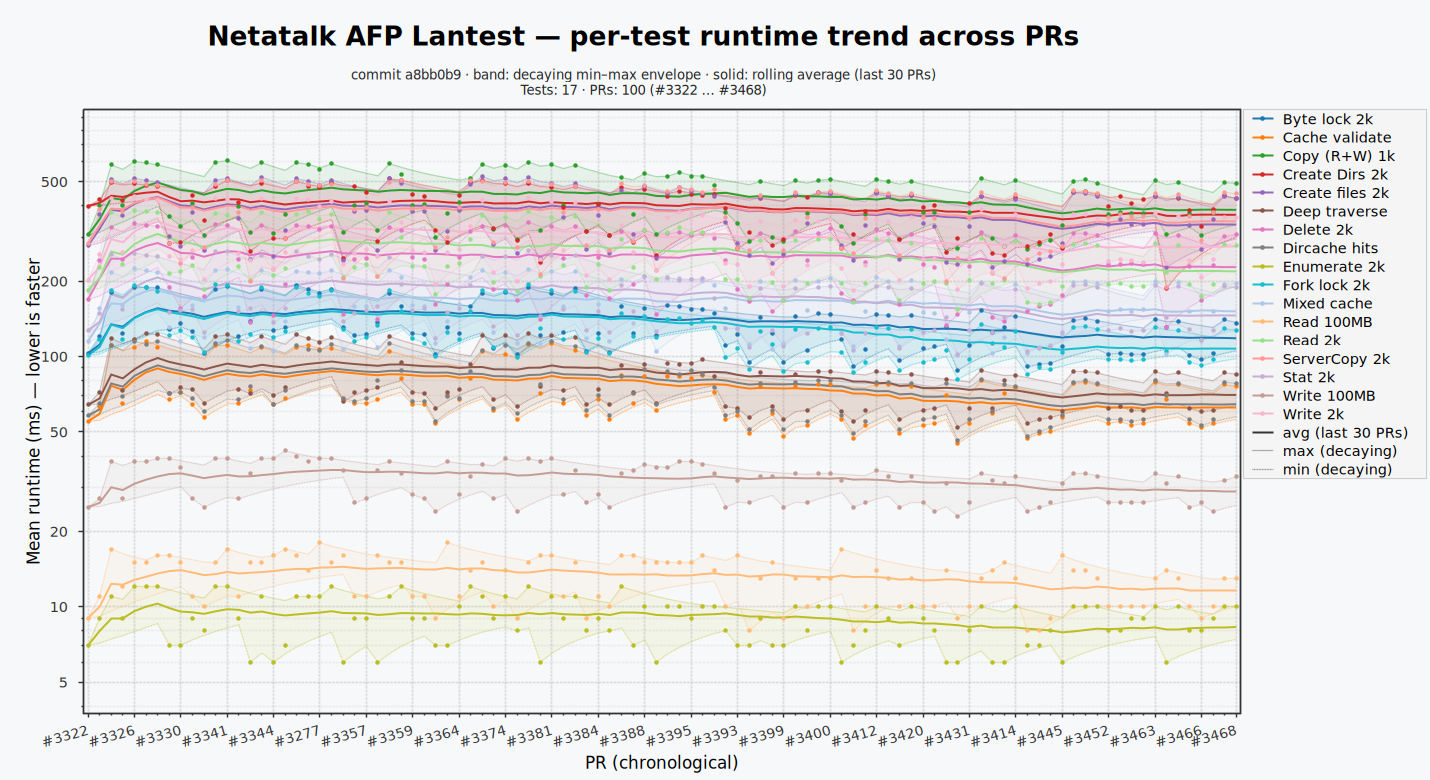 Netatalk AFP Lantest — per-test runtime trend across PRs
commit a8bb0b9 · band: decaying min–max envelope · solid: rolling average (last 30 PRs)
Tests: 17 · PRs: 100 (#3322 … #3468)
Mean runtime (ms) — lower is faster
500
200
100
50
20
10
5
#3322 #3326 #3330 #3341 #3344 #3277 #3357 #3359 #3364 #3374 #3381 #3384 #3388 #3395 #3393 #3399 #3400 #3412 #3420 #3431 #3414 #3445 #3452 #3463 #3466 #3468
PR (chronological)
Byte lock 2k
Cache validate
Copy (R+W) 1k
Create Dirs 2k
Create files 2k
Deep traverse
Delete 2k
Dircache hits
Enumerate 2k
Fork lock 2k
Mixed cache
Read 100MB
Read 2k
ServerCopy 2k
Stat 2k
Write 100MB
Write 2k
avg (last 30 PRs)
max (decaying)
min (decaying)